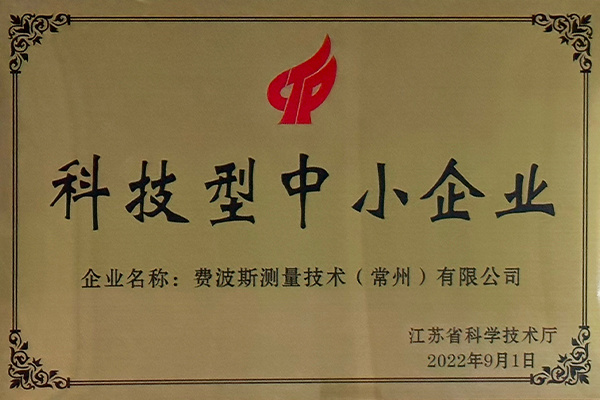 科技型中小企业
企业名称：费波斯测量技术（常州）有限公司
江苏省科学技术厅
2022年9月1日